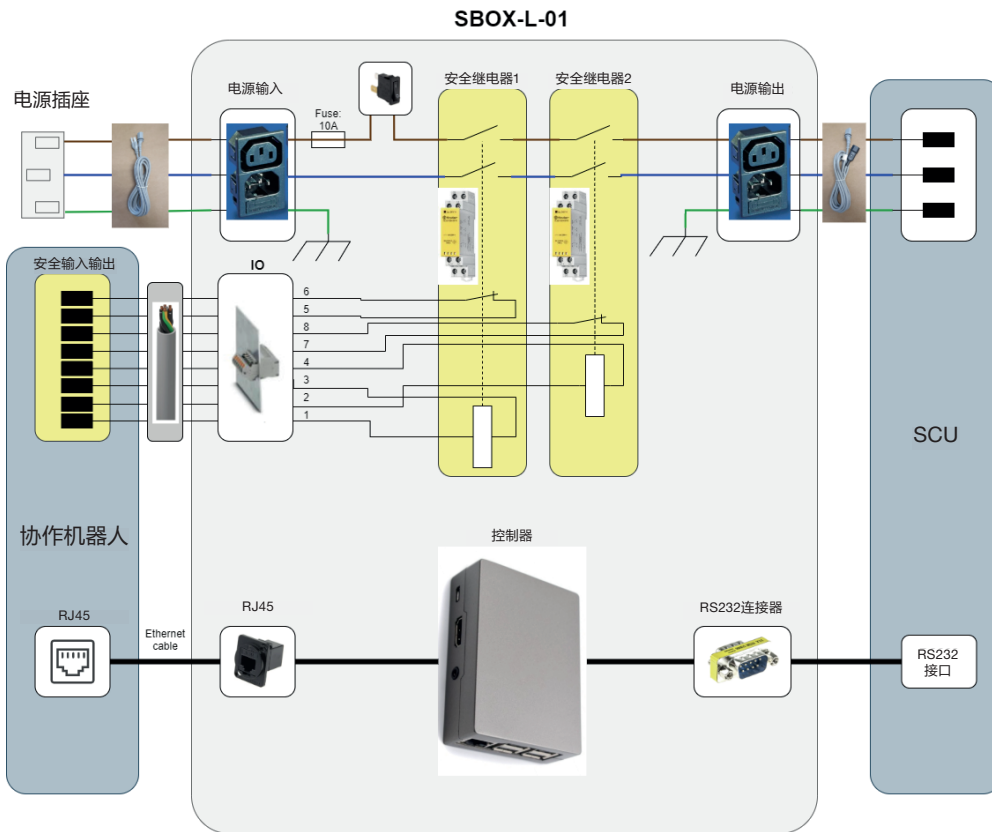 SBOX-L-01
电源插座
电源输入
Fuse:
10A
安全继电器1
安全继电器2
电源输出
安全输入输出
IO
6
5
8
7
4
3
2
1
SCU
协作机器人
控制器
RJ45
Ethernet
cable
RJ45
RS232连接器
RS232
接口